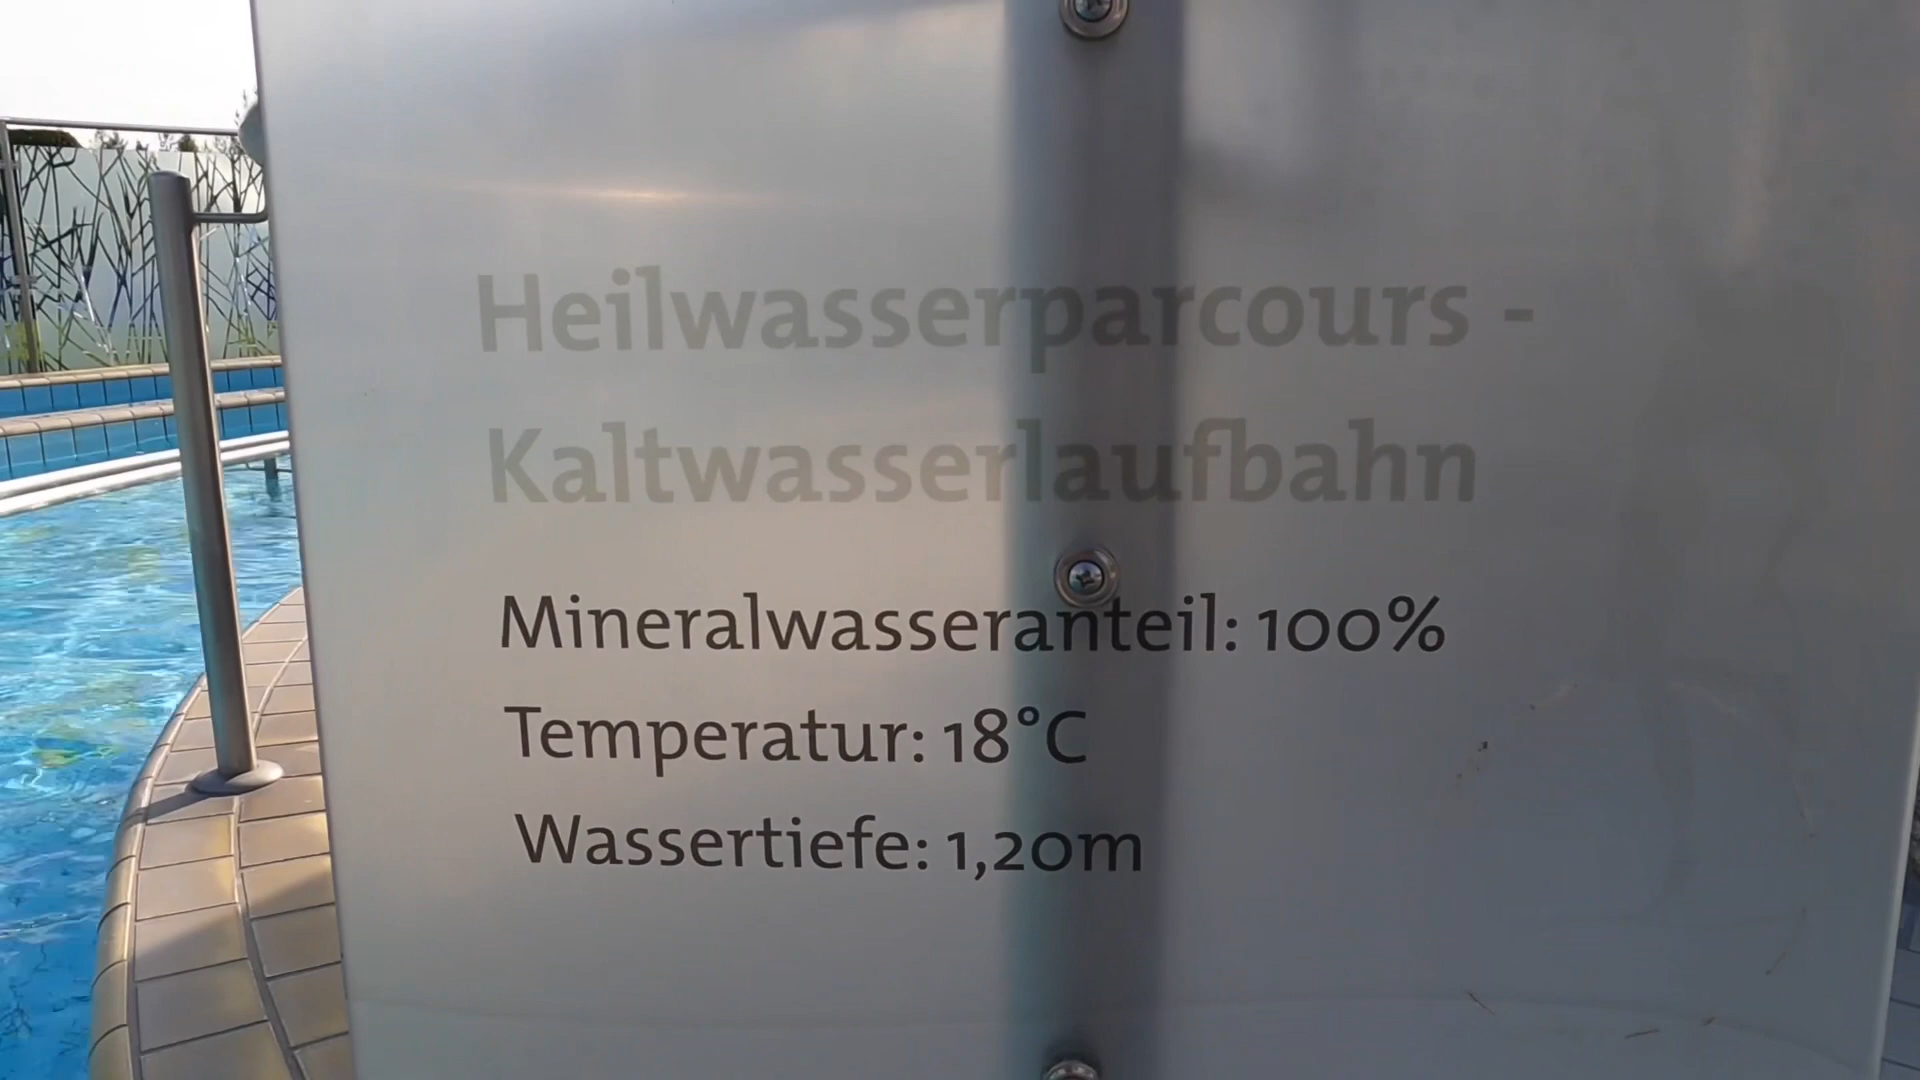 Heilwasserparcours -
Kaltwasserlaufbahn
Mineralwasseranteil: 100%
Temperatur: 18°C
Wassertiefe: 1,20m